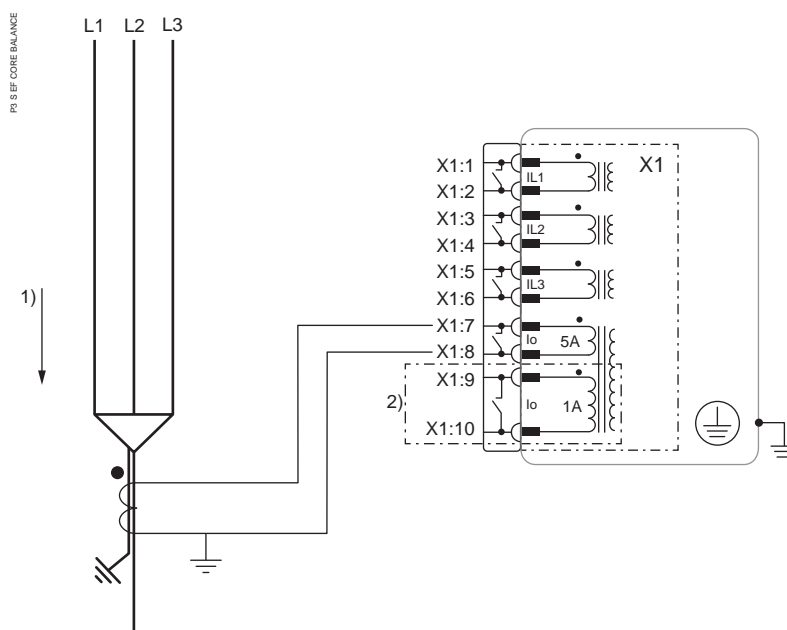 P3 S EF CORE BALANCE
L1 L2 L3
1)
X1
X1:1
IL1
X1:2
X1:3
IL2
X1:4
X1:5
IL3
X1:6
X1:7
Io 5A
X1:8
X1:9
2)
Io 1A
X1:10